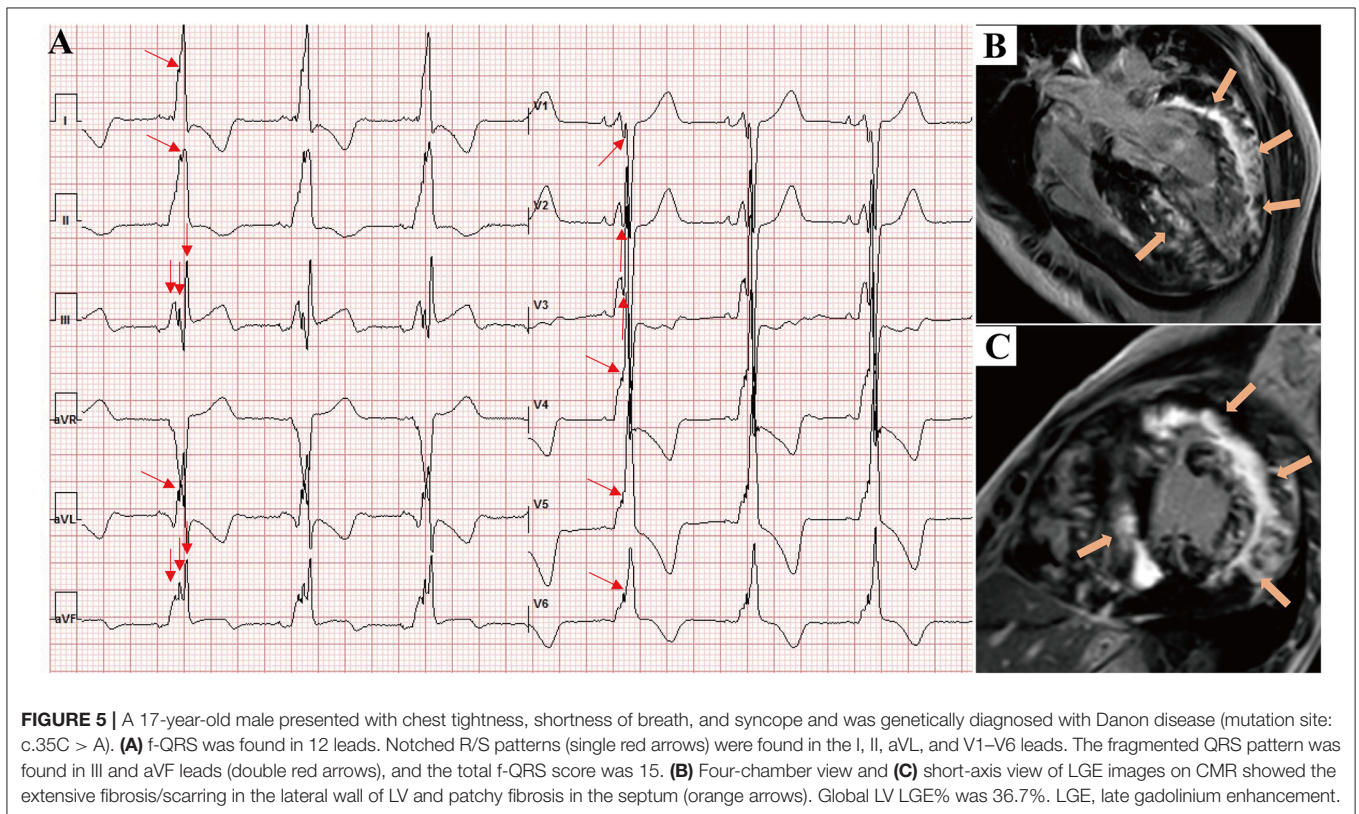 A
B
C
I
II
III
aVR
aVL
aVF
V1
V2
V3
V4
V5
V6
FIGURE 5 | A 17-year-old male presented with chest tightness, shortness of breath, and syncope and was genetically diagnosed with Danon disease (mutation site:
c.35C > A). (A) f-QRS was found in 12 leads. Notched R/S patterns (single red arrows) were found in the I, II, aVL, and V1–V6 leads. The fragmented QRS pattern was
found in III and aVF leads (double red arrows), and the total f-QRS score was 15. (B) Four-chamber view and (C) short-axis view of LGE images on CMR showed the
extensive fibrosis/scarring in the lateral wall of LV and patchy fibrosis in the septum (orange arrows). Global LV LGE% was 36.7%. LGE, late gadolinium enhancement.